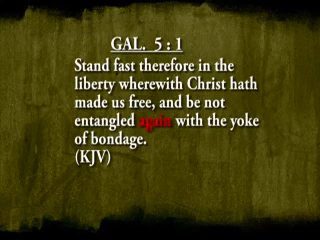 GAL. 5 : 1
Stand fast therefore in the
liberty wherewith Christ hath
made us free, and be not
entangled again with the yoke
of bondage.
(KJV)